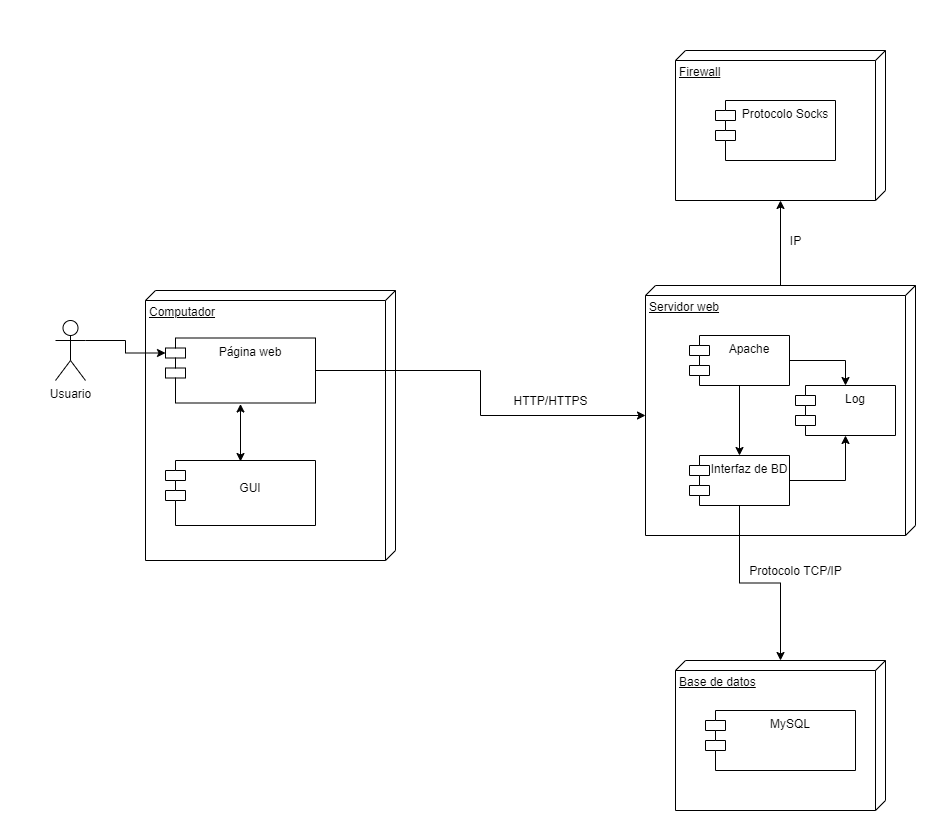 Firewall
Protocolo Socks
IP
Computador
Página web
Usuario
GUI
HTTP/HTTPS
Servidor web
Apache
Log
Interfaz de BD
Protocolo TCP/IP
Base de datos
MySQL